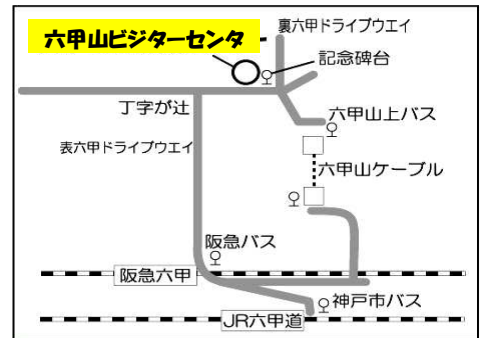 裏六甲ドライブウエイ
六甲山ビジターセンタ
記念碑台
丁字が辻
六甲山上バス
表六甲ドライブウエイ
六甲山ケーブル
阪急バス
阪急六甲
神戸市バス
JR六甲道